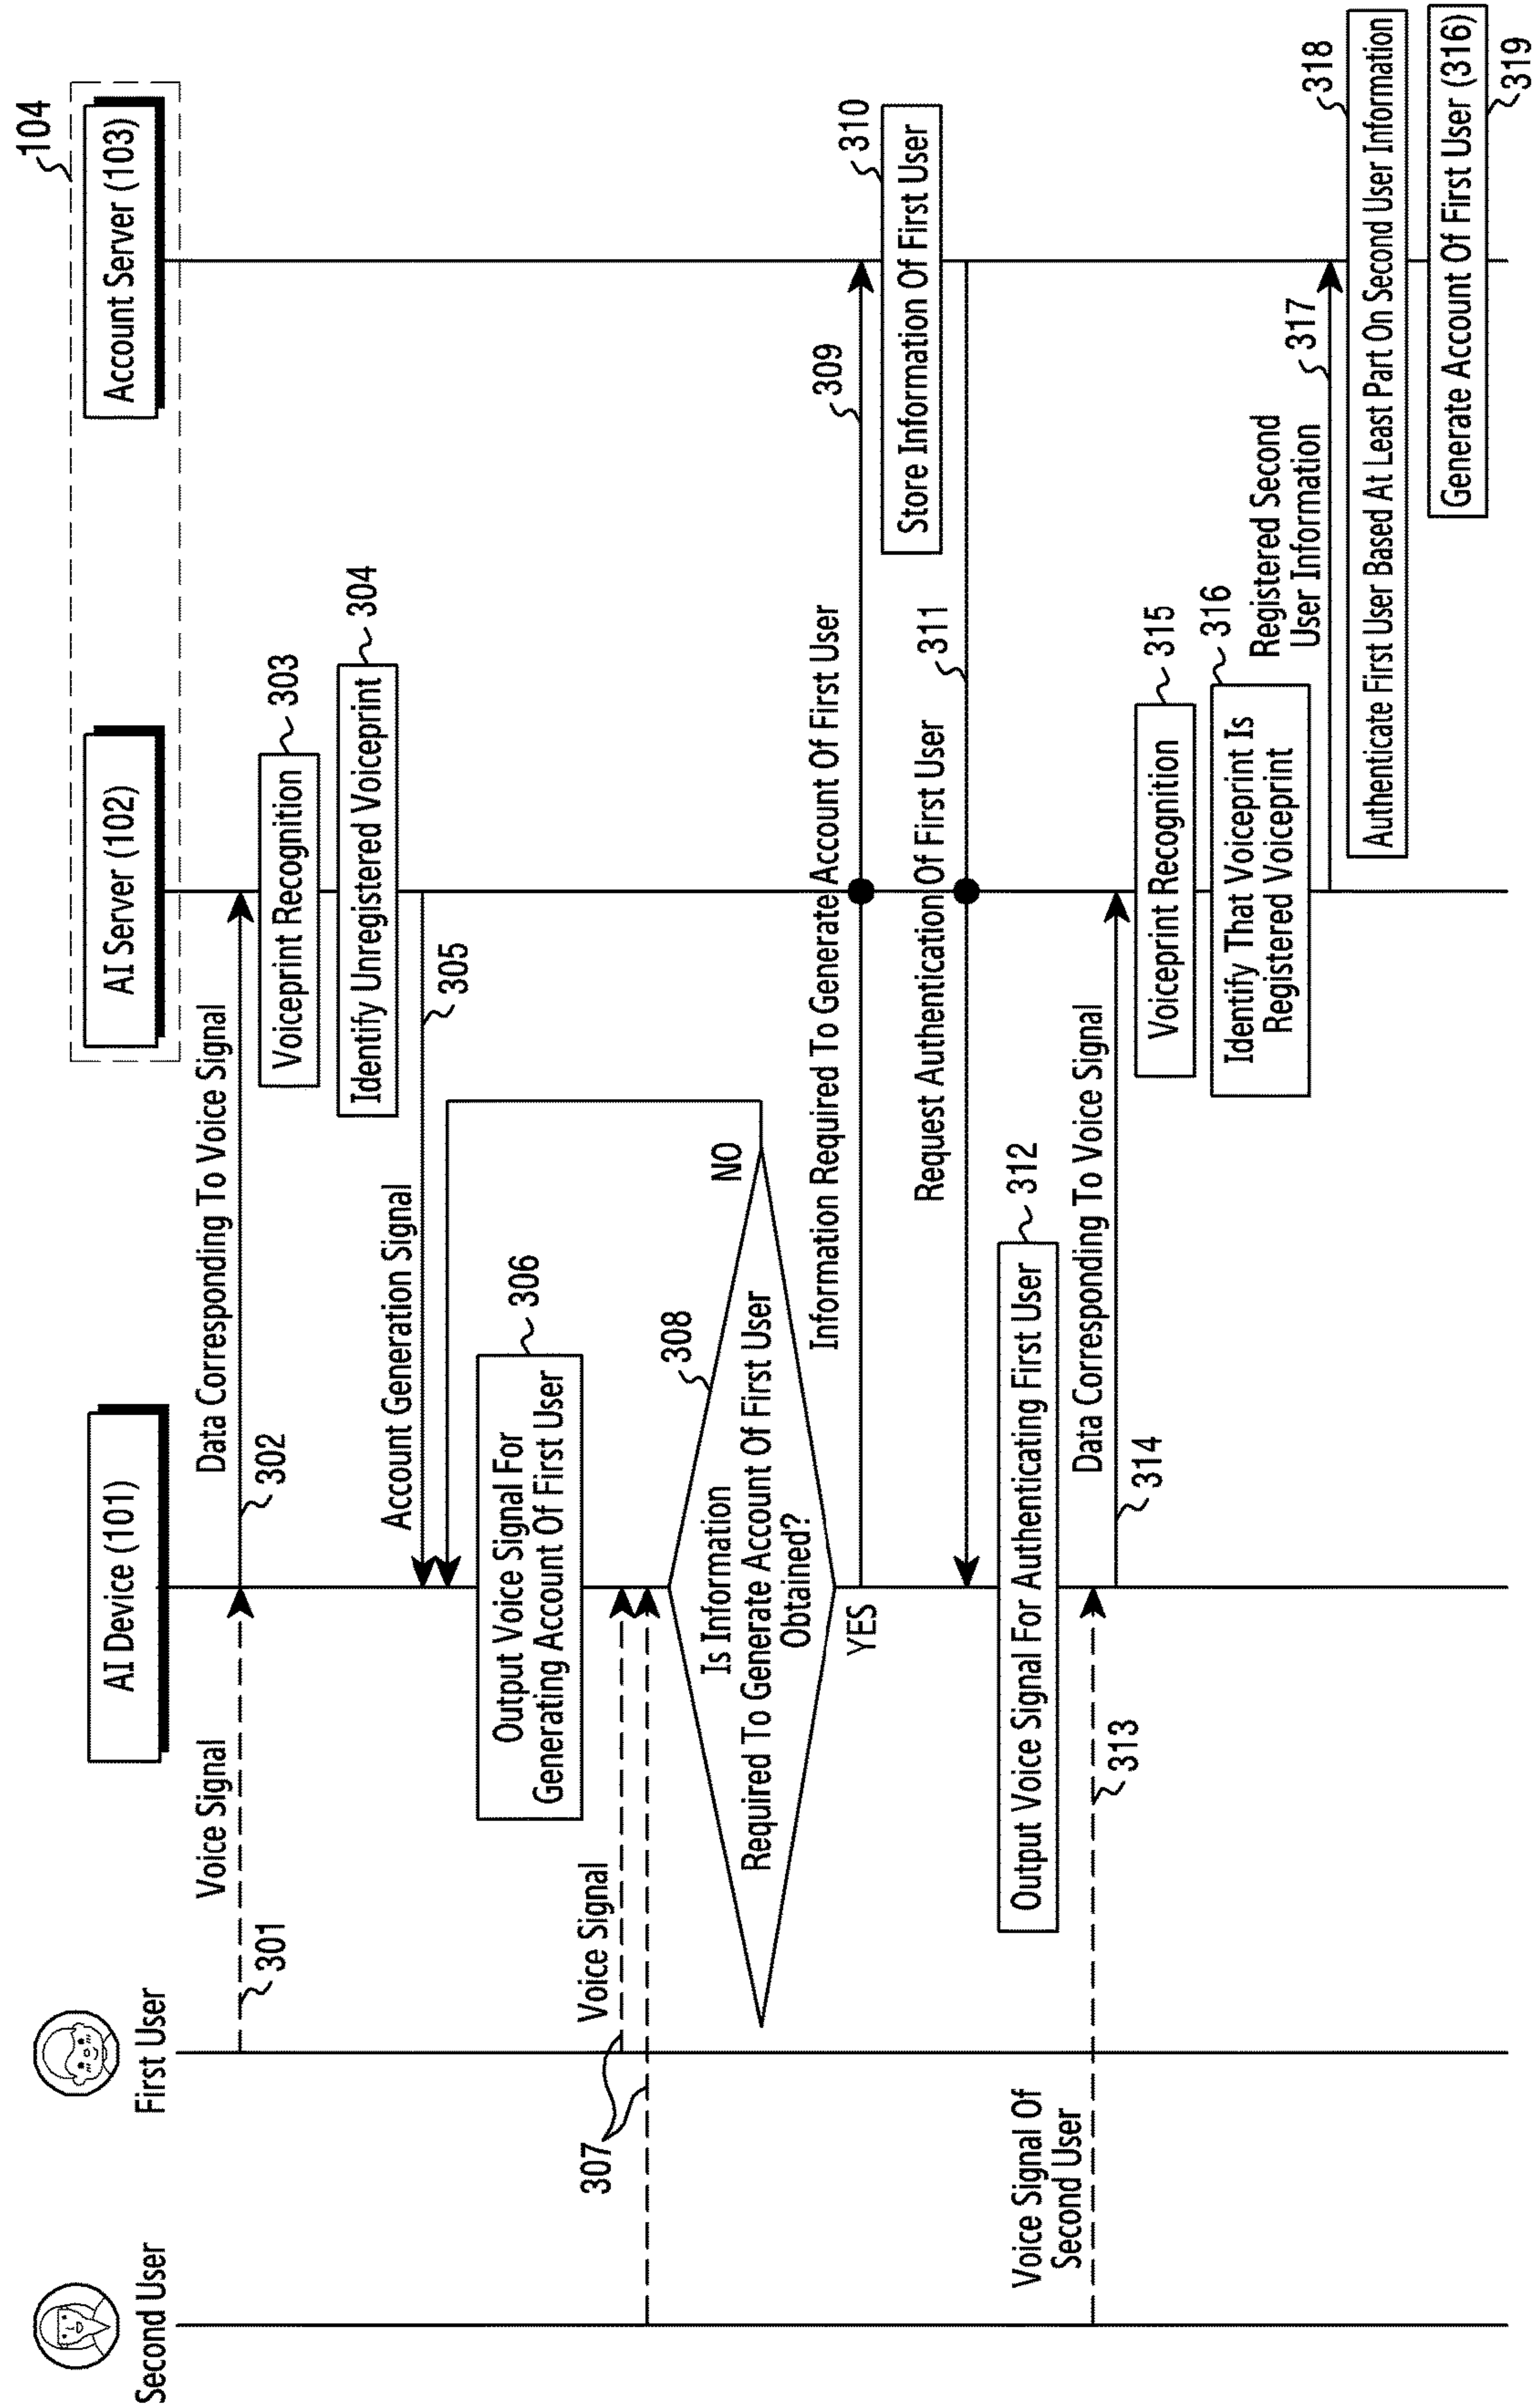 Second User
First User
AI Device (101)
AI Server (102)
Account Server (103)
104
Voice Signal
301
Data Corresponding To Voice Signal
302
Voiceprint Recognition
303
Identify Unregistered Voiceprint
304
Account Generation Signal
305
Output Voice Signal For
Generating Account Of First User
306
Voice Signal
307
Is Information
Required To Generate Account Of First User
Obtained?
308
NO
YES
Information Required To Generate Account Of First User
309
Store Information Of First User
310
Request Authentication Of First User
311
Output Voice Signal For Authenticating First User
312
Voice Signal Of
Second User
313
Data Corresponding To Voice Signal
314
Voiceprint Recognition
315
Identify That Voiceprint Is
Registered Voiceprint
316
Registered Second
User Information
317
Authenticate First User Based At Least Part On Second User Information
318
Generate Account Of First User (316)
319